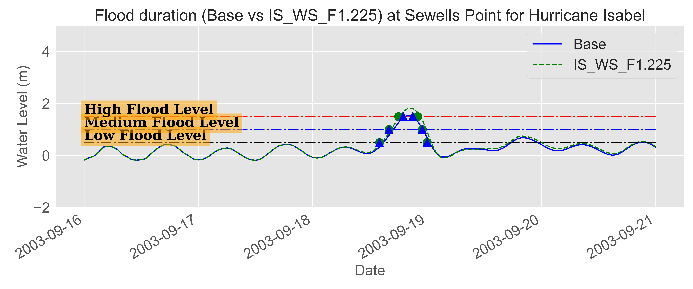 Flood duration (Base vs IS_WS_F1.225) at Sewells Point for Hurricane Isabel
Water Level (m)
4
2
0
−2
High Flood Level
Medium Flood Level
Low Flood Level
Base
IS_WS_F1.225
2003-09-16
2003-09-17
2003-09-18
2003-09-19
2003-09-20
2003-09-21
Date